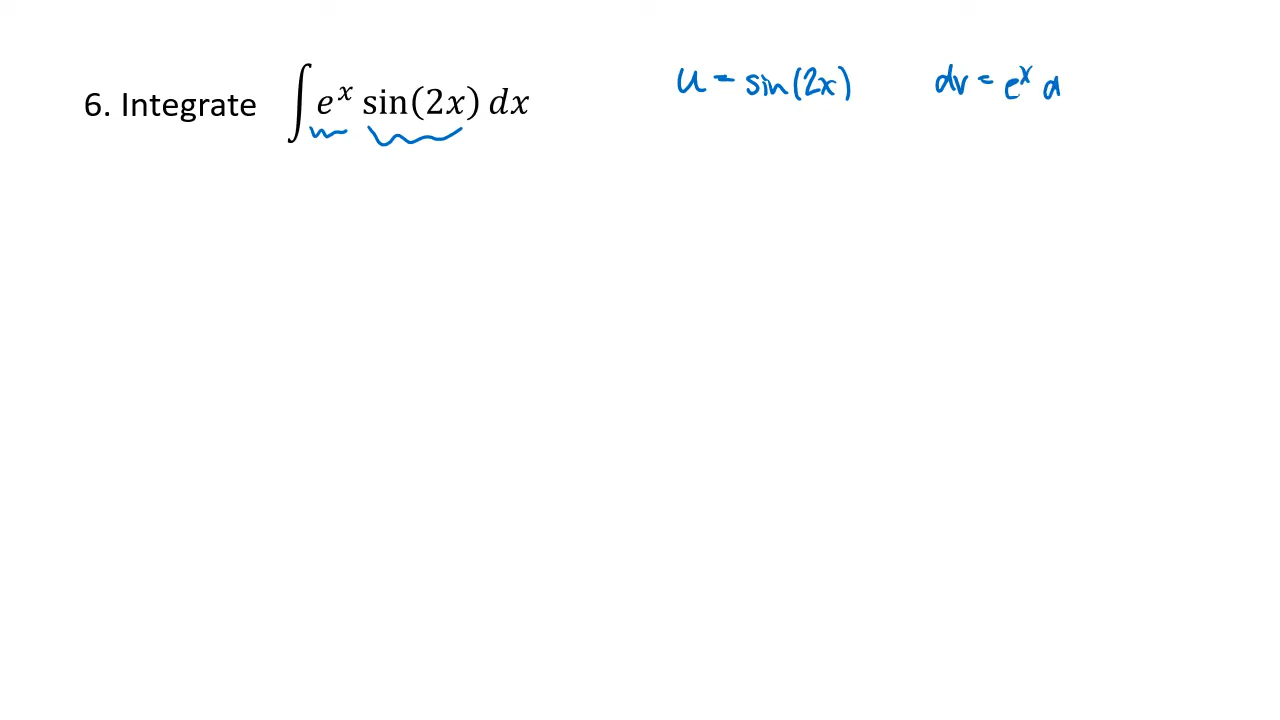 6. Integrate ∫ e^x sin(2x) dx u = sin(2x) dv = e^x d